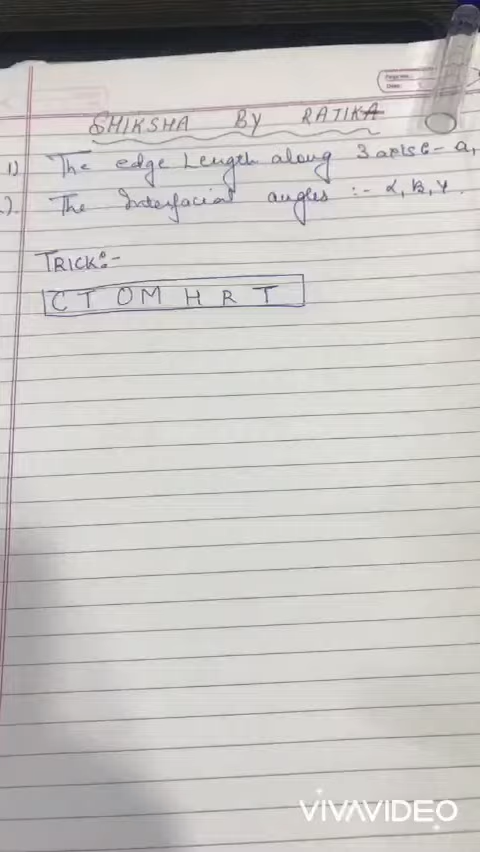 SHIKSHA BY RATIKA
1) The edge Length along 3 axis :- a,
2). The Interfacial angles :- α, β, γ.
TRICK:-
C T O M H R T
VIVAVIDEO